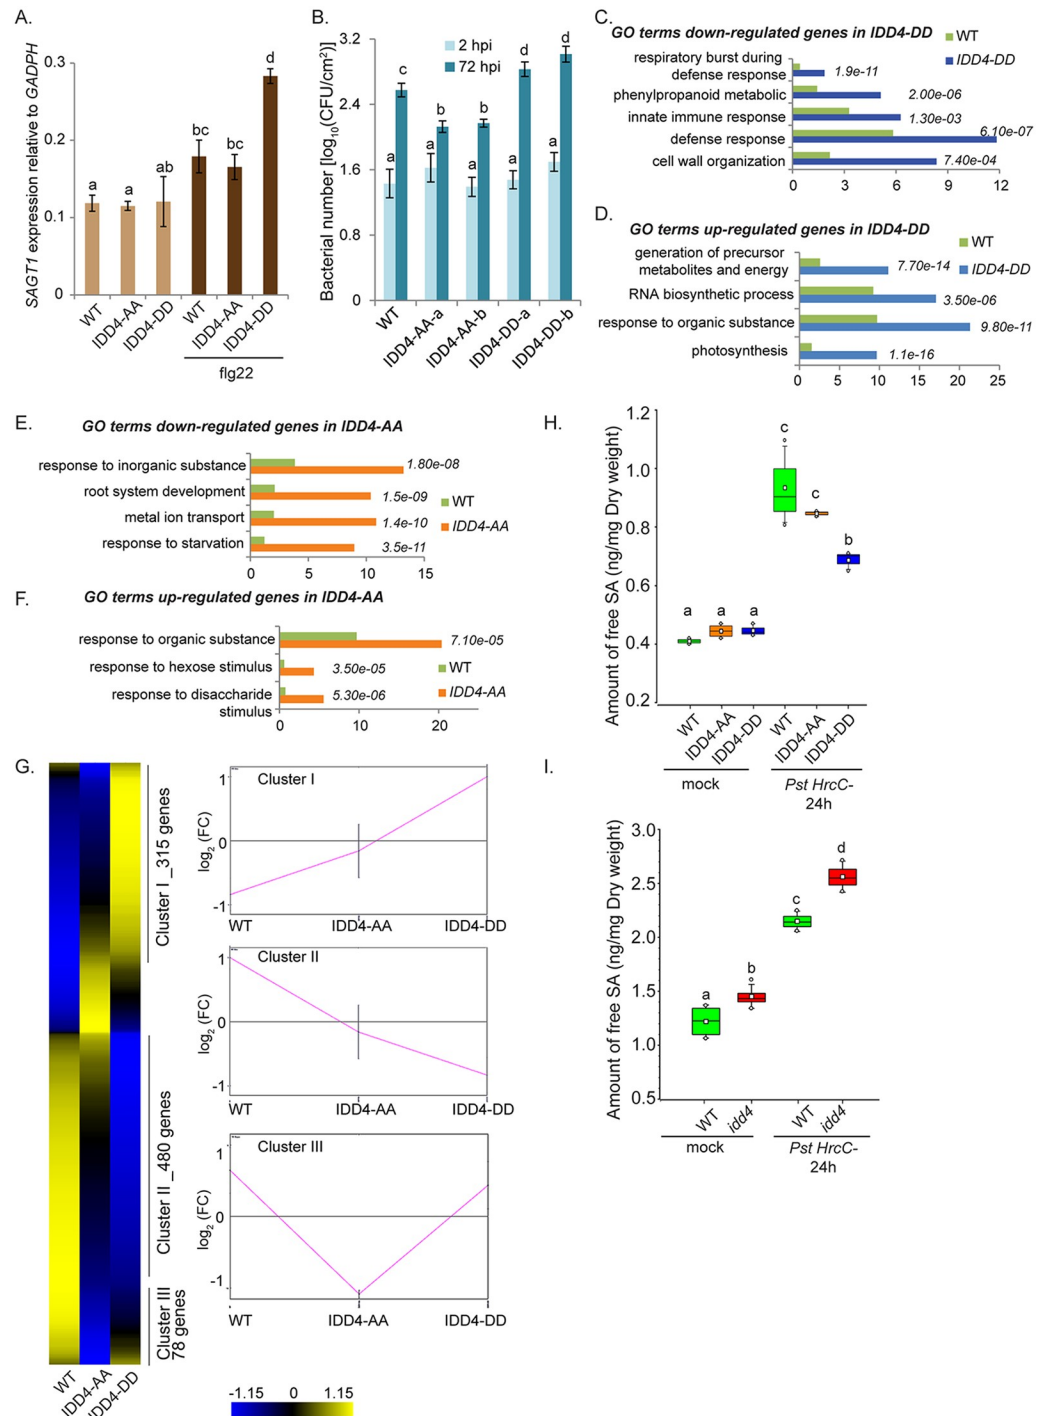 A.
SAGT1 expression relative to GADPH
0.3
0.2
0.1
0
a
a
ab
bc
bc
d
WT
IDD4-AA
IDD4-DD
WT
IDD4-AA
IDD4-DD
flg22
B.
Bacterial number [log10(CFU/cm²)]
3.2
2.4
1.6
0.8
0
2 hpi
72 hpi
a
c
a
b
a
b
a
d
a
d
WT
IDD4-AA-a
IDD4-AA-b
IDD4-DD-a
IDD4-DD-b
C.
GO terms down-regulated genes in IDD4-DD
WT
IDD4-DD
respiratory burst during
defense response
1.9e-11
phenylpropanoid metabolic
2.00e-06
innate immune response
1.30e-03
defense response
6.10e-07
cell wall organization
7.40e-04
0 3 6 9 12
D.
GO terms up-regulated genes in IDD4-DD
WT
IDD4-DD
generation of precursor
metabolites and energy
7.70e-14
RNA biosynthetic process
3.50e-06
response to organic substance
9.80e-11
photosynthesis
1.1e-16
0 5 10 15 20 25
E.
GO terms down-regulated genes in IDD4-AA
response to inorganic substance
1.80e-08
root system development
1.5e-09
metal ion transport
1.4e-10
response to starvation
3.5e-11
WT
IDD4-AA
0 5 10 15
F.
GO terms up-regulated genes in IDD4-AA
response to organic substance
7.10e-05
response to hexose stimulus
3.50e-05
response to disaccharide
stimulus
5.30e-06
WT
IDD4-AA
0 10 20
G.
Cluster I_315 genes
Cluster II_480 genes
Cluster III
78 genes
WT
IDD4-AA
IDD4-DD
Cluster I
log2 (FC)
1
0
-1
WT IDD4-AA IDD4-DD
Cluster II
log2 (FC)
1
0
-1
WT IDD4-AA IDD4-DD
Cluster III
log2 (FC)
1
0
-1
WT IDD4-AA IDD4-DD
-1.15 0 1.15
H.
Amount of free SA (ng/mg Dry weight)
1.2
1.0
0.8
0.6
0.4
0.2
a
a
a
c
c
b
WT
IDD4-AA
IDD4-DD
WT
IDD4-AA
IDD4-DD
mock
Pst HrcC-
24h
I.
Amount of free SA (ng/mg Dry weight)
3.0
2.5
2.0
1.5
1.0
0.5
a
b
c
d
WT
idd4
WT
idd4
mock
Pst HrcC-
24h